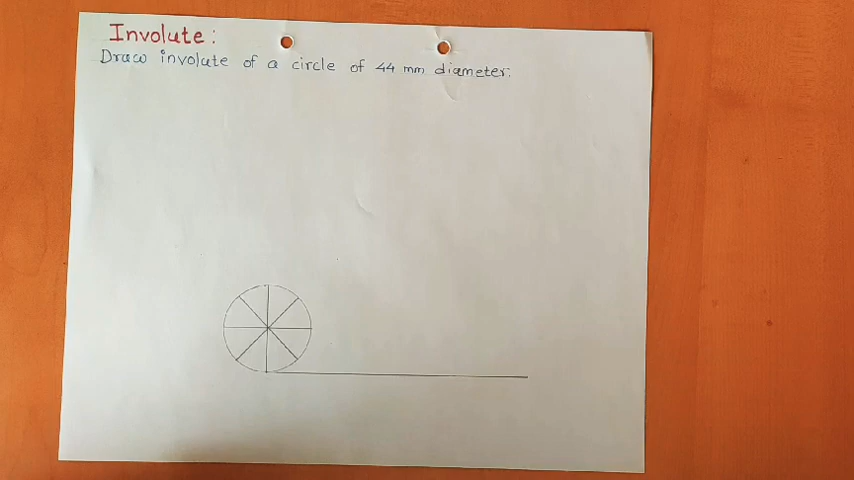 Involute:
Draw involute of a circle of 44 mm diameter.